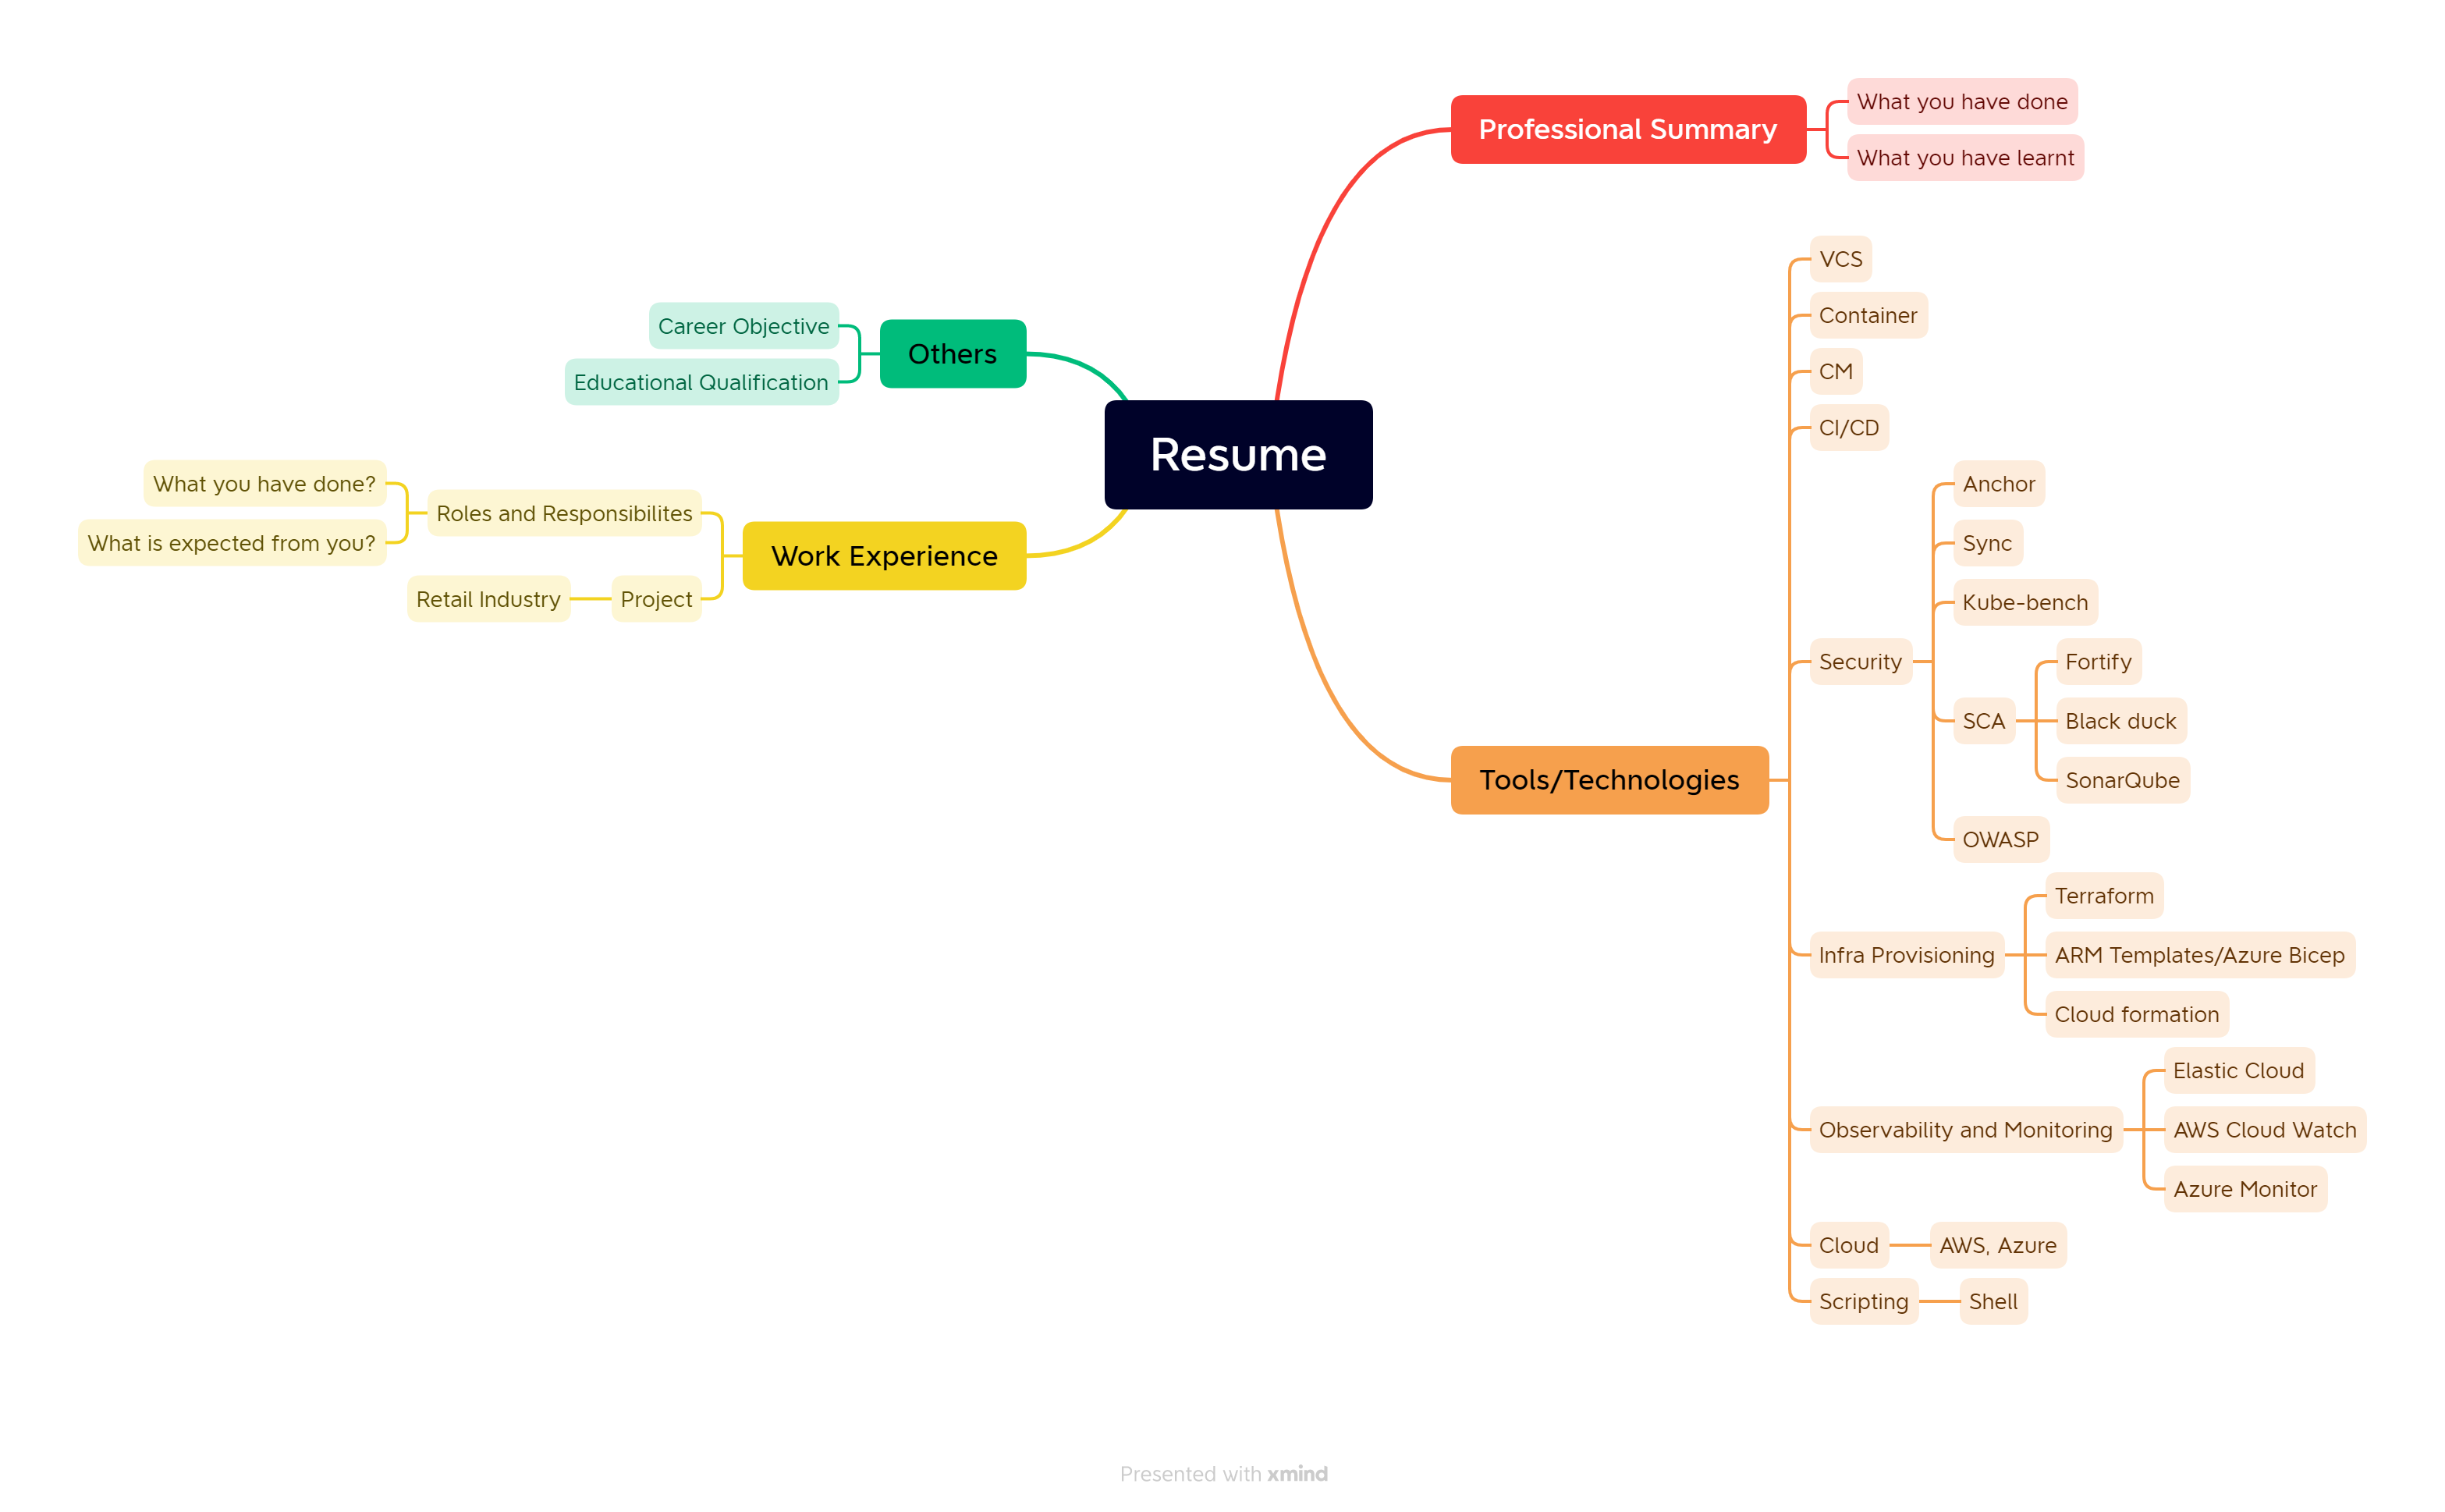 Resume
Professional Summary
What you have done
What you have learnt
Tools/Technologies
VCS
Container
CM
CI/CD
Security
Anchor
Sync
Kube-bench
SCA
Fortify
Black duck
SonarQube
OWASP
Infra Provisioning
Terraform
ARM Templates/Azure Bicep
Cloud formation
Observability and Monitoring
Elastic Cloud
AWS Cloud Watch
Azure Monitor
Cloud
AWS, Azure
Scripting
Shell
Others
Career Objective
Educational Qualification
Work Experience
Roles and Responsibilites
What you have done?
What is expected from you?
Project
Retail Industry
Presented with xmind